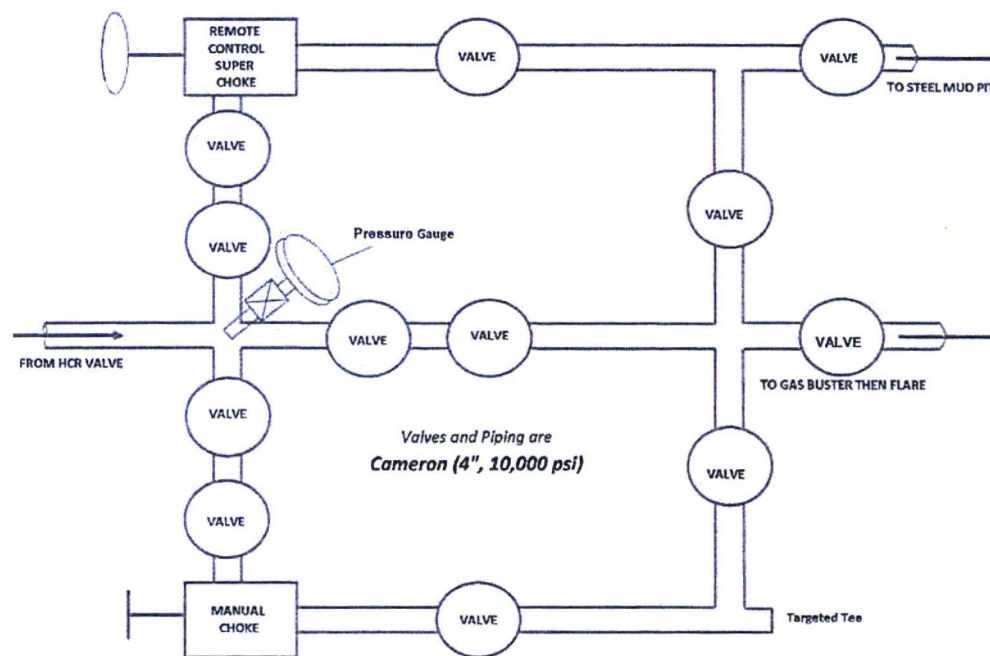 REMOTE
CONTROL
SUPER
CHOKE
VALVE
VALVE
TO STEEL MUD PIT
VALVE
VALVE
VALVE
Pressure Gauge
FROM HCR VALVE
VALVE
VALVE
VALVE
TO GAS BUSTER THEN FLARE
VALVE
Valves and Piping are
Cameron (4", 10,000 psi)
VALVE
VALVE
MANUAL
CHOKE
VALVE
Targeted Tee